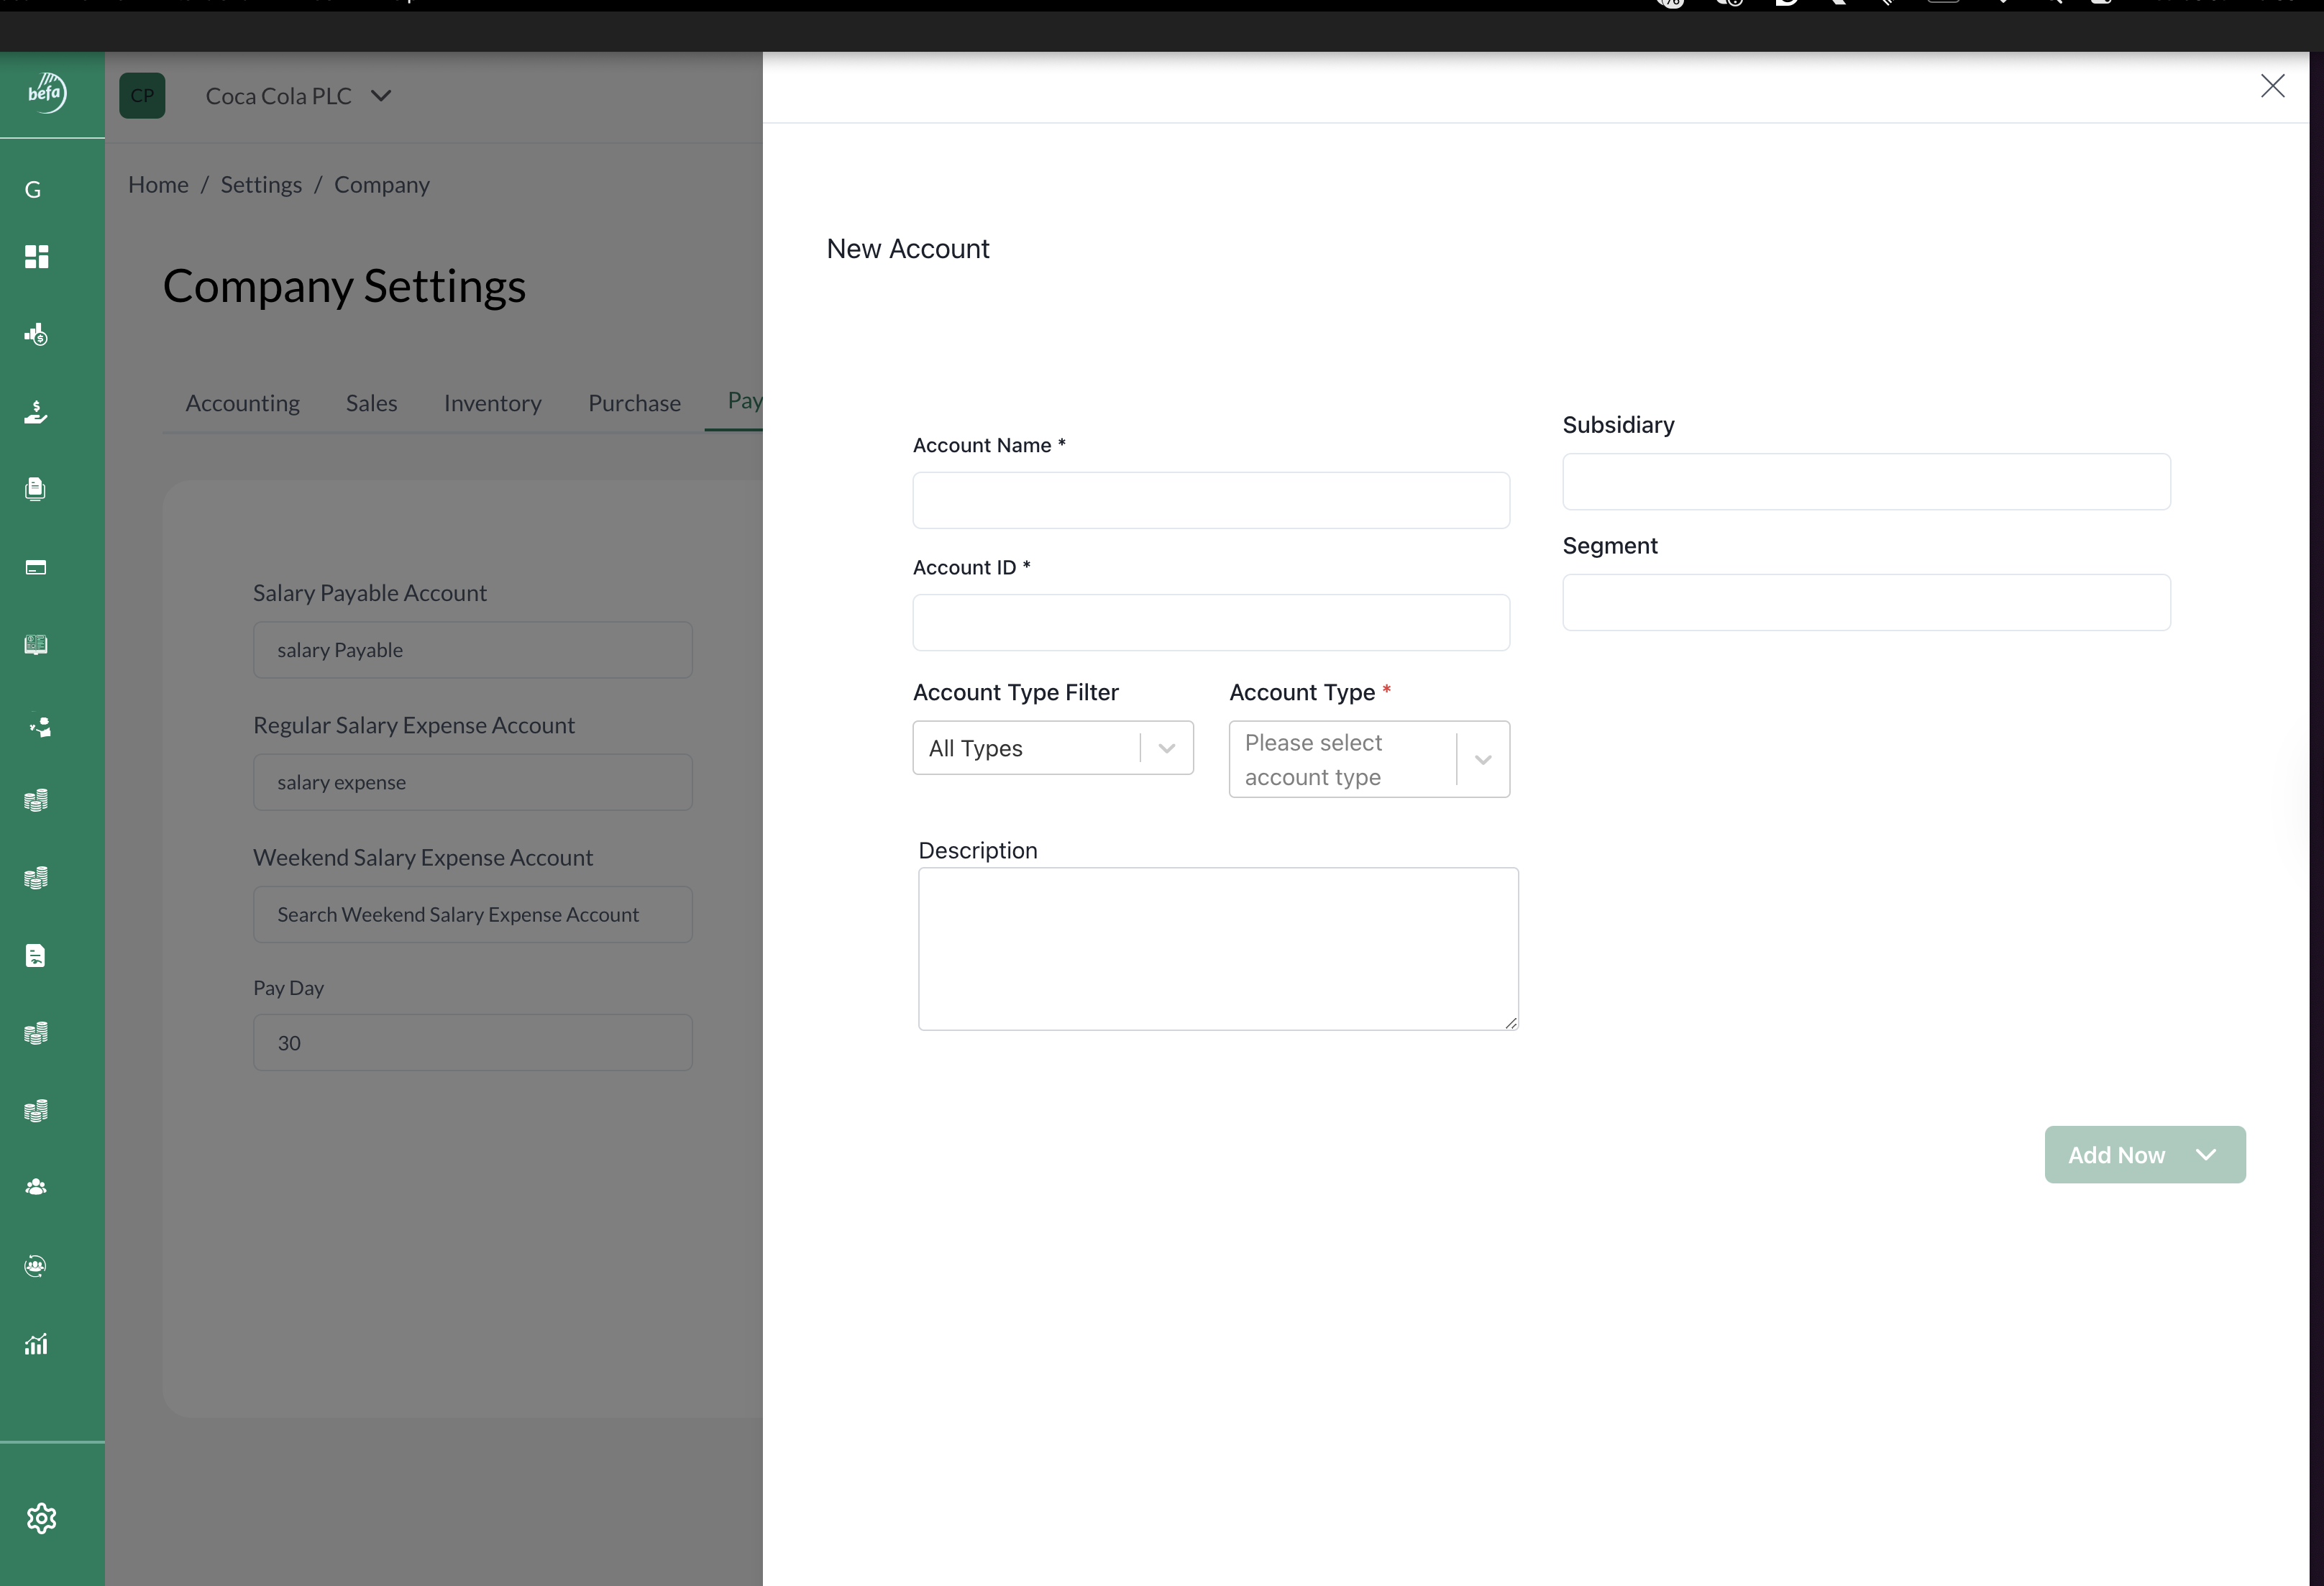 76
befa
CP
Coca Cola PLC
G
Home / Settings / Company
Company Settings
Accounting
Sales
Inventory
Purchase
Pay
Salary Payable Account
salary Payable
Regular Salary Expense Account
salary expense
Weekend Salary Expense Account
Search Weekend Salary Expense Account
Pay Day
30
New Account
Account Name *
Account ID *
Account Type Filter
All Types
Account Type *
Please select
account type
Description
Subsidiary
Segment
Add Now